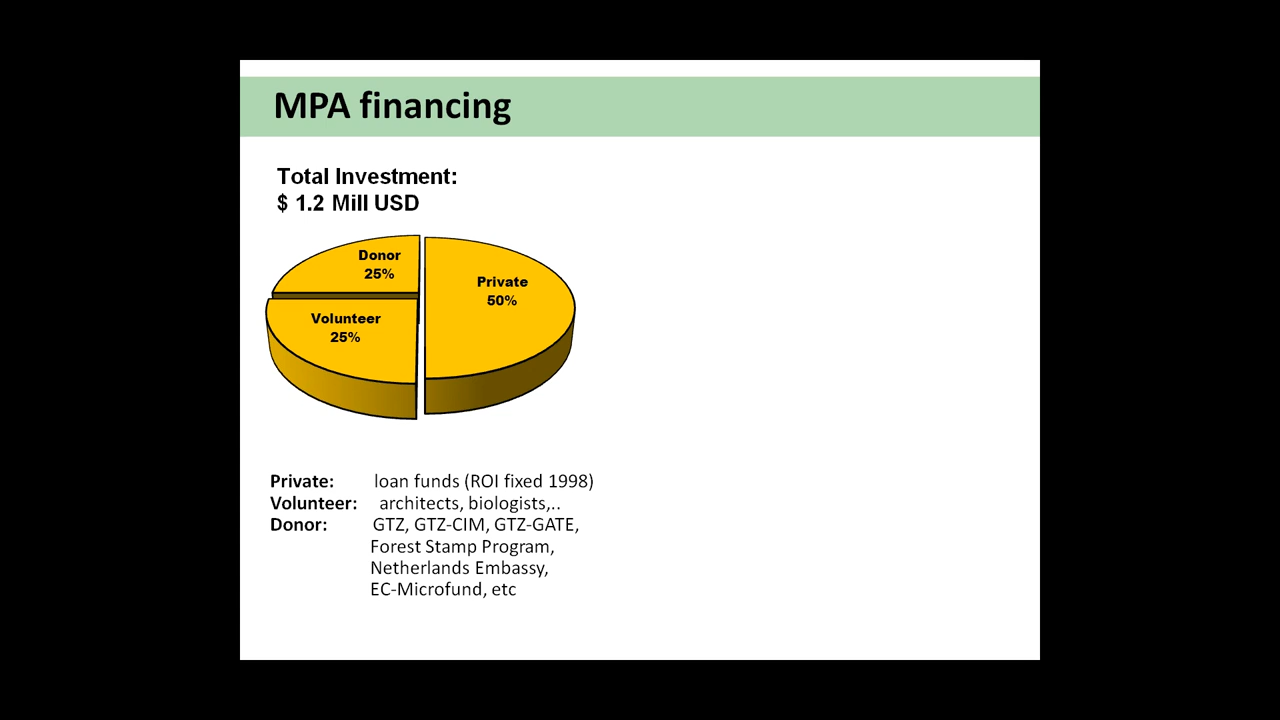 MPA financing
Total Investment:
$ 1.2 Mill USD
Donor
25%
Private
50%
Volunteer
25%
Private: loan funds (ROI fixed 1998)
Volunteer: architects, biologists,..
Donor: GTZ, GTZ-CIM, GTZ-GATE,
Forest Stamp Program,
Netherlands Embassy,
EC-Microfund, etc